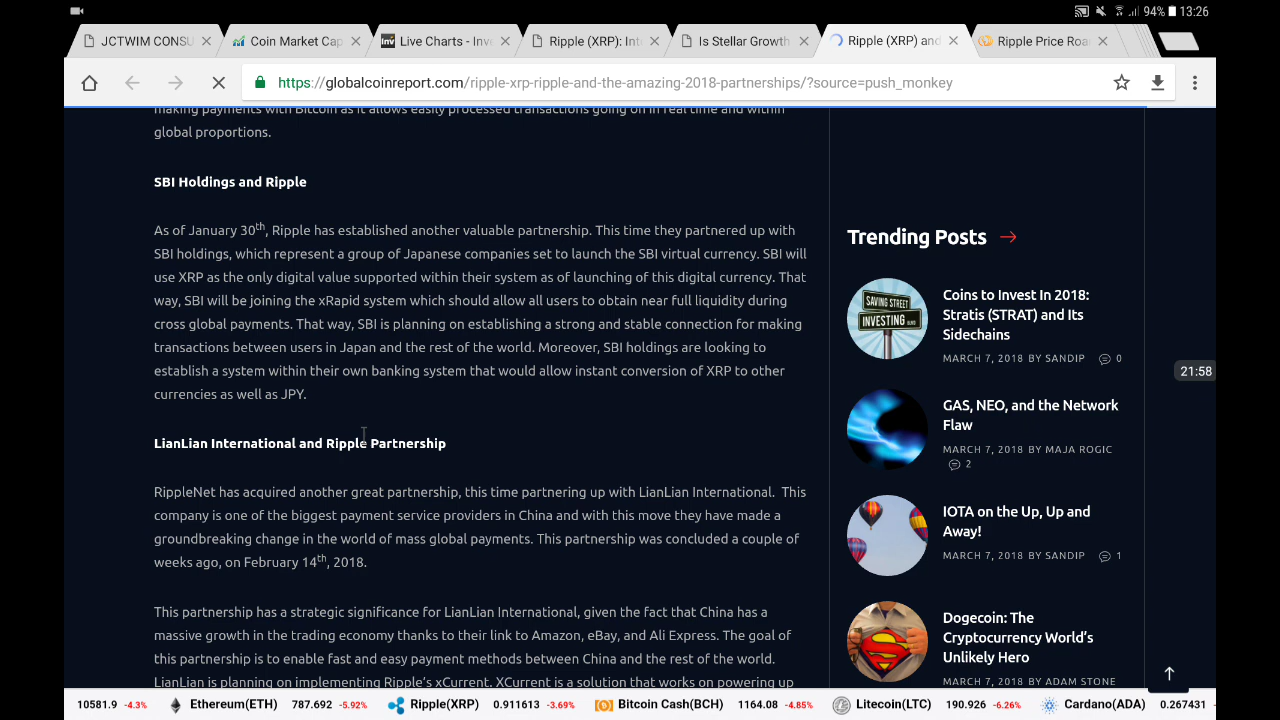 94% 13:26
JCTWIM CONSU
Coin Market Cap
Live Charts - Inve
Ripple (XRP): Int
Is Stellar Growth
Ripple (XRP) and
Ripple Price Roa
https://globalcoinreport.com/ripple-xrp-ripple-and-the-amazing-2018-partnerships/?source=push_monkey
making payments with Bitcoin as it allows easily processed transactions going on in real time and within
global proportions.
SBI Holdings and Ripple
As of January 30th, Ripple has established another valuable partnership. This time they partnered up with
SBI holdings, which represent a group of Japanese companies set to launch the SBI virtual currency. SBI will
use XRP as the only digital value supported within their system as of launching of this digital currency. That
way, SBI will be joining the xRapid system which should allow all users to obtain near full liquidity during
cross global payments. That way, SBI is planning on establishing a strong and stable connection for making
transactions between users in Japan and the rest of the world. Moreover, SBI holdings are looking to
establish a system within their own banking system that would allow instant conversion of XRP to other
currencies as well as JPY.
LianLian International and Ripple Partnership
RippleNet has acquired another great partnership, this time partnering up with LianLian International.  This
company is one of the biggest payment service providers in China and with this move they have made a
groundbreaking change in the world of mass global payments. This partnership was concluded a couple of
weeks ago, on February 14th, 2018.
This partnership has a strategic significance for LianLian International, given the fact that China has a
massive growth in the trading economy thanks to their link to Amazon, eBay, and Ali Express. The goal of
this partnership is to enable fast and easy payment methods between China and the rest of the world.
LianLian is planning on implementing Ripple's xCurrent. XCurrent is a solution that works on powering up
Trending Posts
SAVING STREET
INVESTING BLVD
Coins to Invest In 2018:
Stratis (STRAT) and Its
Sidechains
MARCH 7, 2018 BY SANDIP 0
GAS, NEO, and the Network
Flaw
MARCH 7, 2018 BY MAJA ROGIC
2
IOTA on the Up, Up and
Away!
MARCH 7, 2018 BY SANDIP 1
Dogecoin: The
Cryptocurrency World's
Unlikely Hero
MARCH 7, 2018 BY ADAM STONE
21:58
10581.9 -4.3% Ethereum(ETH) 787.692 -5.92% Ripple(XRP) 0.911613 -3.69% Bitcoin Cash(BCH) 1164.08 -4.85% Litecoin(LTC) 190.926 -6.26% Cardano(ADA) 0.267431